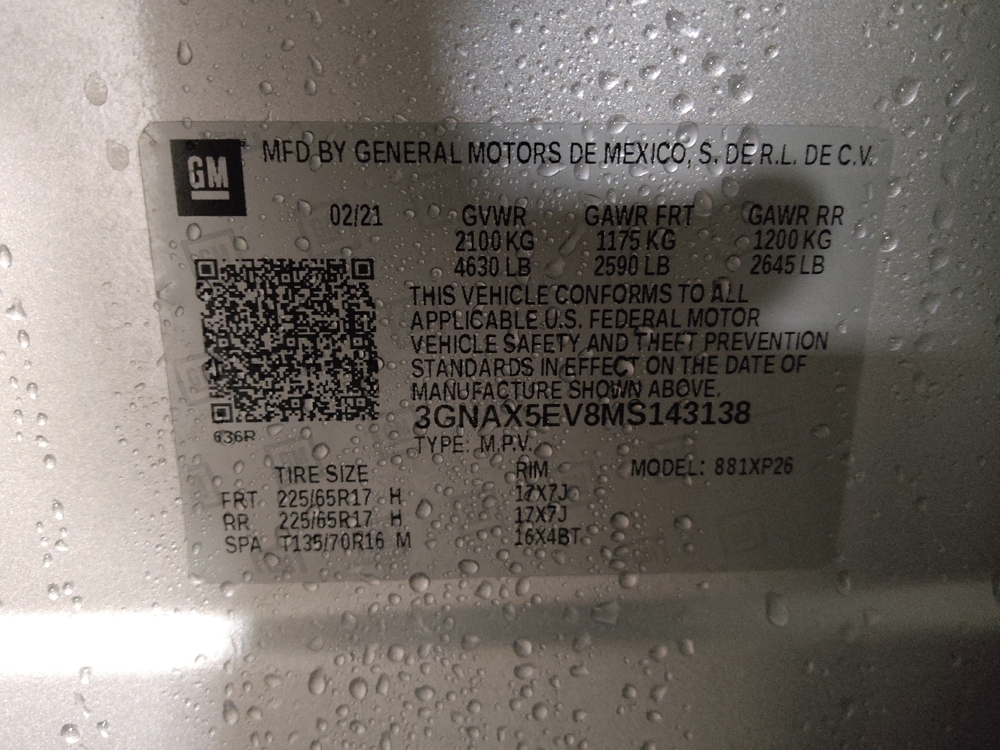 GM MFD BY GENERAL MOTORS DE MEXICO, S. DE R.L. DE C.V.
02/21 GVWR GAWR FRT GAWR RR
2100 KG 1175 KG 1200 KG
4630 LB 2590 LB 2645 LB
THIS VEHICLE CONFORMS TO ALL
APPLICABLE U.S. FEDERAL MOTOR
VEHICLE SAFETY AND THEFT PREVENTION
STANDARDS IN EFFECT ON THE DATE OF
MANUFACTURE SHOWN ABOVE.
3GNAX5EV8MS143138
636R
TYPE: M.P.V.
TIRE SIZE RIM MODEL: 881XP26
FRT 225/65R17 H 17X7J
RR 225/65R17 H 17X7J
SPA T135/70R16 M 16X4BT